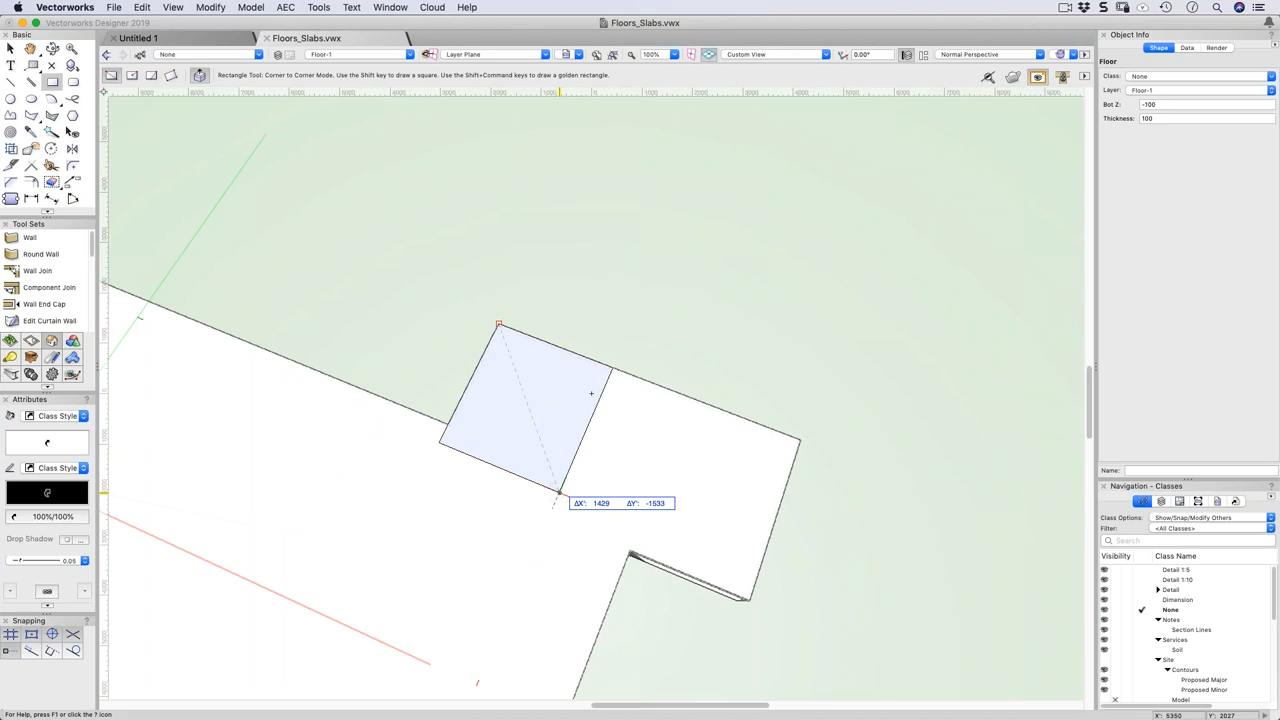 Vectorworks File Edit View Modify Model AEC Tools Text Window Cloud Help
Vectorworks Designer 2019
Floors_Slabs.vwx
Basic
Untitled 1
Floors_Slabs.vwx
None
Floor-1
Layer Plane
100%
Custom View
0.00°
Normal Perspective
Rectangle Tool: Corner to Corner Mode. Use the Shift key to draw a square. Use the Shift+Command keys to draw a golden rectangle.
Tool Sets
Wall
Round Wall
Wall Join
Component Join
Wall End Cap
Edit Curtain Wall
Attributes
Class Style
Class Style
100%/100%
Drop Shadow
0.05
Snapping
For Help, press F1 or click the ? icon
ΔX': 1429 ΔY': -1533
Object Info
Shape Data Render
Floor
Class: None
Layer: Floor-1
Bot Z: -100
Thickness: 100
Name:
Navigation - Classes
Class Options: Show/Snap/Modify Others
Filter: <All Classes>
Search
Visibility Class Name
Detail 1:5
Detail 1:10
Detail
Dimension
None
Notes
Section Lines
Services
Soil
Site
Contours
Proposed Major
Proposed Minor
Model
X': 5350 Y': 2027